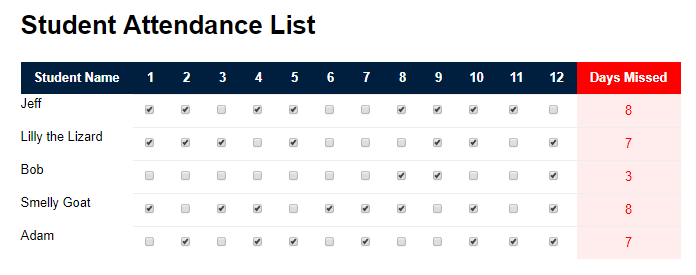 Student Attendance List
Student Name 1 2 3 4 5 6 7 8 9 10 11 12 Days Missed
Jeff 8
Lilly the Lizard 7
Bob 3
Smelly Goat 8
Adam 7